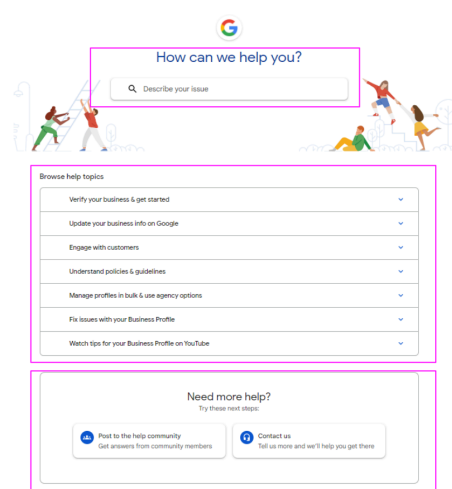 How can we help you?
Describe your issue
Browse help topics
Verify your business & get started
Update your business info on Google
Engage with customers
Understand policies & guidelines
Manage profiles in bulk & use agency options
Fix issues with your Business Profile
Watch tips for your Business Profile on YouTube
Need more help?
Try these next steps:
Post to the help community
Get answers from community members
Contact us
Tell us more and we'll help you get there